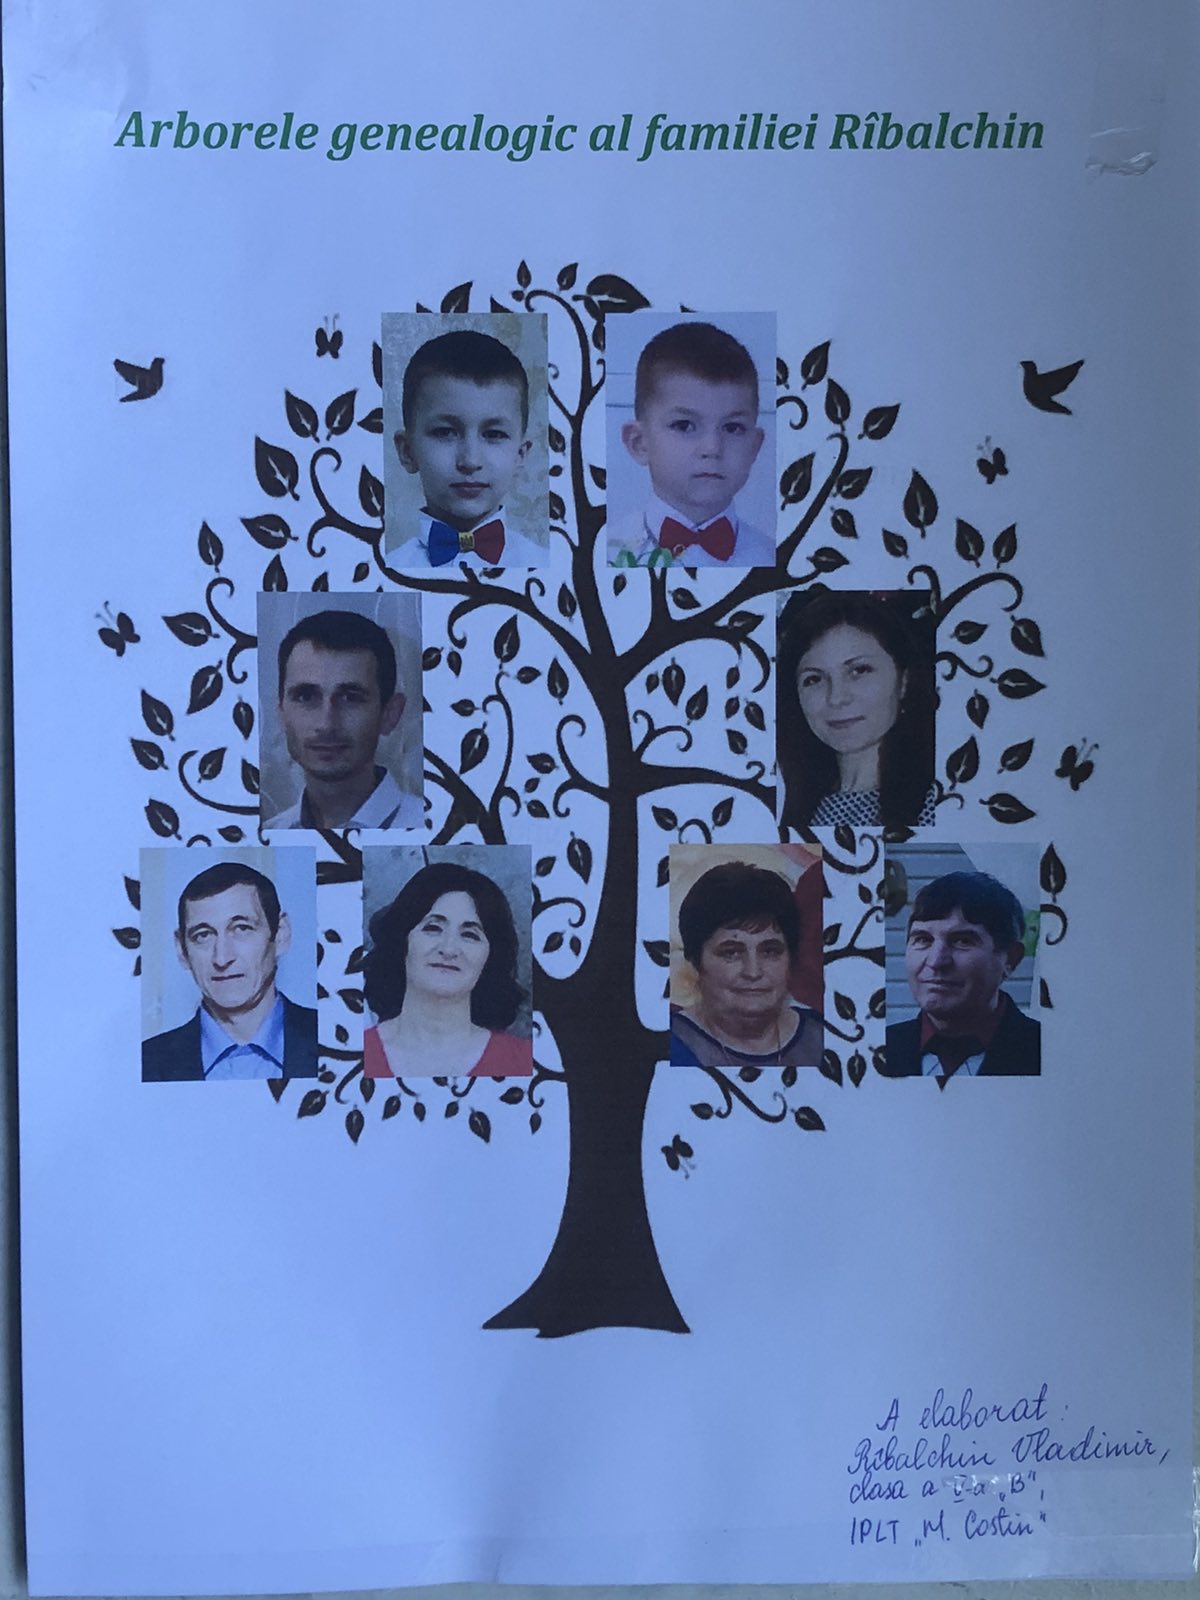 Arborele genealogic al familiei Rîbalchin
A elaborat:
Rîbalchin Vladimir,
clasa a V-a „B",
IPLT „M. Costin"